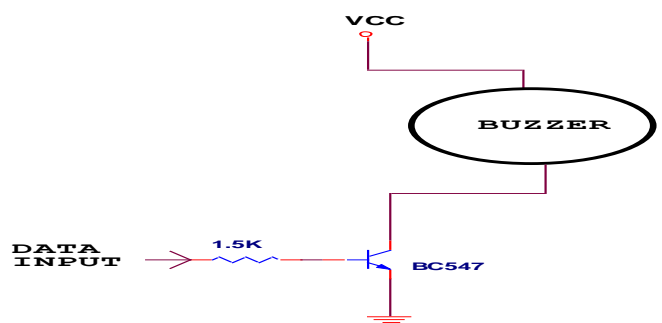 VCC
BUZZER
DATA
INPUT
1.5K
BC547